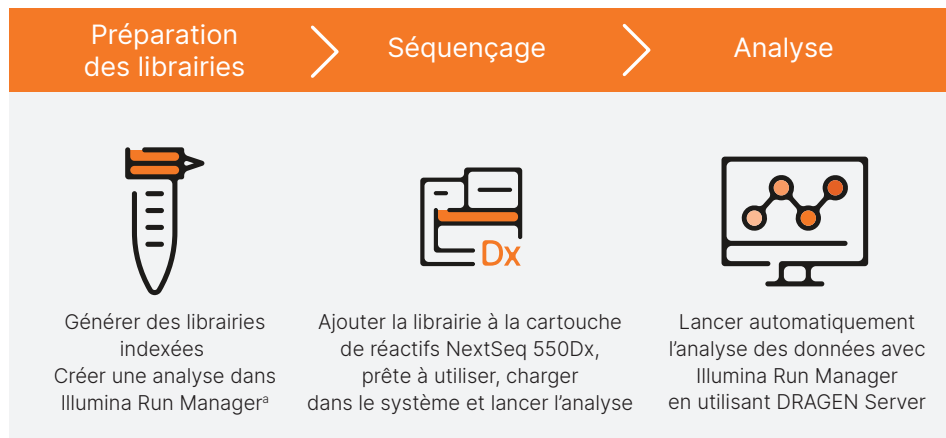 Préparation
des librairies
Séquençage
Analyse
Dx
Générer des librairies
indexées
Créer une analyse dans
Illumina Run Managerᵃ
Ajouter la librairie à la cartouche
de réactifs NextSeq 550Dx,
prête à utiliser, charger
dans le système et lancer l’analyse
Lancer automatiquement
l’analyse des données avec
Illumina Run Manager
en utilisant DRAGEN Server